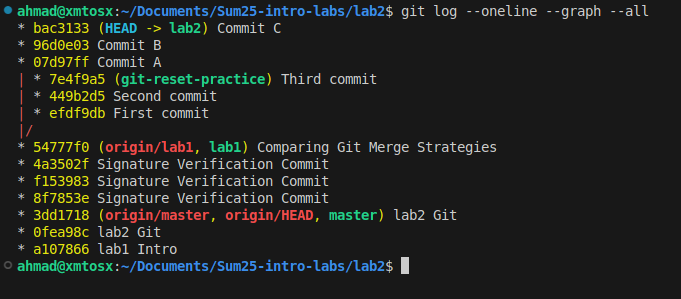 ahmad@xmtosx:~/Documents/Sum25-intro-labs/lab2$ git log --oneline --graph --all
* bac3133 (HEAD -> lab2) Commit C
* 96d0e03 Commit B
* 07d97ff Commit A
| * 7e4f9a5 (git-reset-practice) Third commit
| * 449b2d5 Second commit
| * efdf9db First commit
|/
* 54777f0 (origin/lab1, lab1) Comparing Git Merge Strategies
* 4a3502f Signature Verification Commit
* f153983 Signature Verification Commit
* 8f7853e Signature Verification Commit
* 3dd1718 (origin/master, origin/HEAD, master) lab2 Git
* 0fea98c lab2 Git
* a107866 lab1 Intro
ahmad@xmtosx:~/Documents/Sum25-intro-labs/lab2$